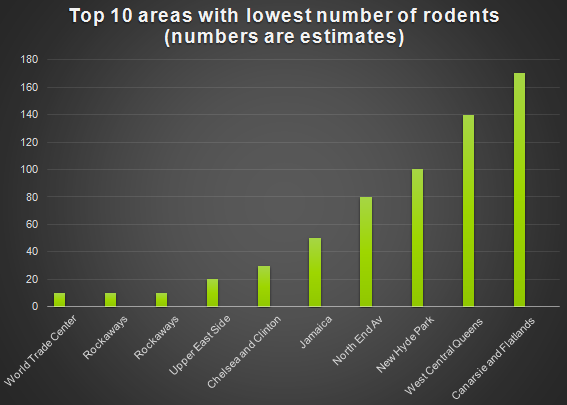 Top 10 areas with lowest number of rodents
(numbers are estimates)
180
160
140
120
100
80
60
40
20
0
World Trade Center
Rockaways
Rockaways
Upper East Side
Chelsea and Clinton
Jamaica
North End Av
New Hyde Park
West Central Queens
Canarsie and Flatlands